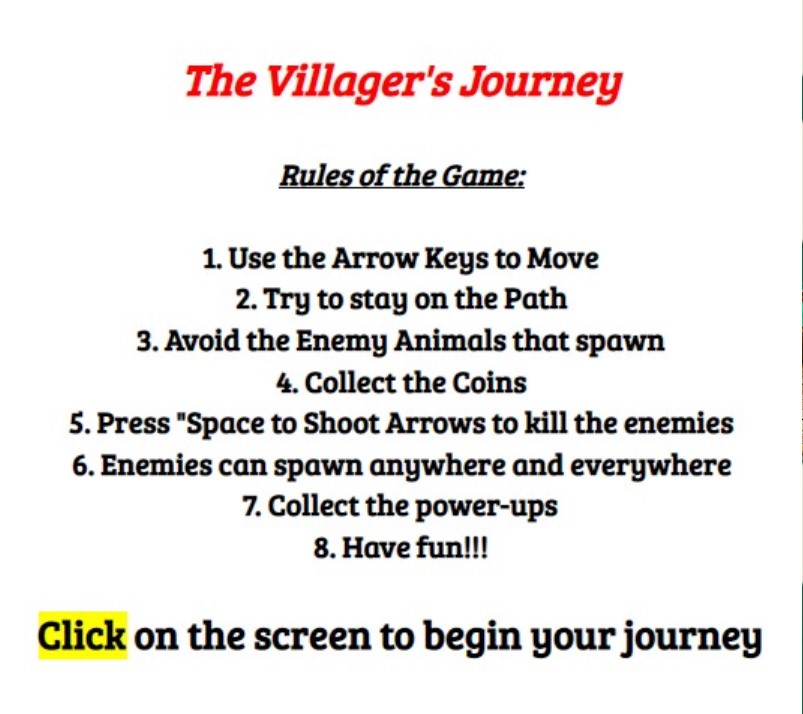 The Villager's Journey
Rules of the Game:
1. Use the Arrow Keys to Move
2. Try to stay on the Path
3. Avoid the Enemy Animals that spawn
4. Collect the Coins
5. Press "Space to Shoot Arrows to kill the enemies
6. Enemies can spawn anywhere and everywhere
7. Collect the power-ups
8. Have fun!!!
Click on the screen to begin your journey